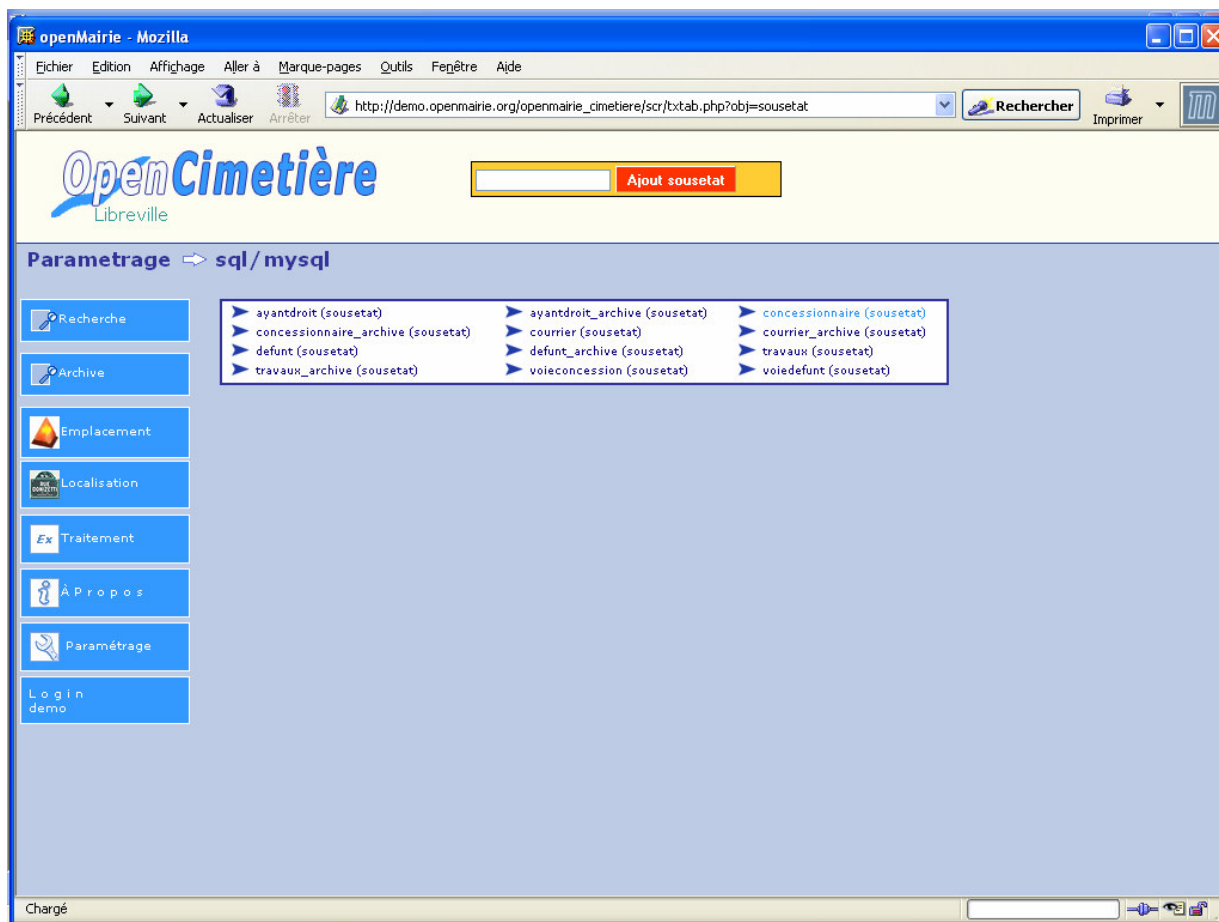 openMairie - Mozilla
Fichier Edition Affichage Aller à Marque-pages Outils Fenêtre Aide
Précédent Suivant Actualiser Arrêter http://demo.openmairie.org/openmairie_cimetiere/scr/txtab.php?obj=sousetat Rechercher Imprimer
OpenCimetière
Libreville
Ajout sousetat
Parametrage sql/mysql
Recherche
Archive
Emplacement
Localisation
Ex Traitement
À Propos
Paramétrage
Login
demo
ayantdroit (sousetat) ayantdroit_archive (sousetat) concessionnaire (sousetat)
concessionnaire_archive (sousetat) courrier (sousetat) courrier_archive (sousetat)
defunt (sousetat) defunt_archive (sousetat) travaux (sousetat)
travaux_archive (sousetat) voieconcession (sousetat) voiedefunt (sousetat)
Chargé